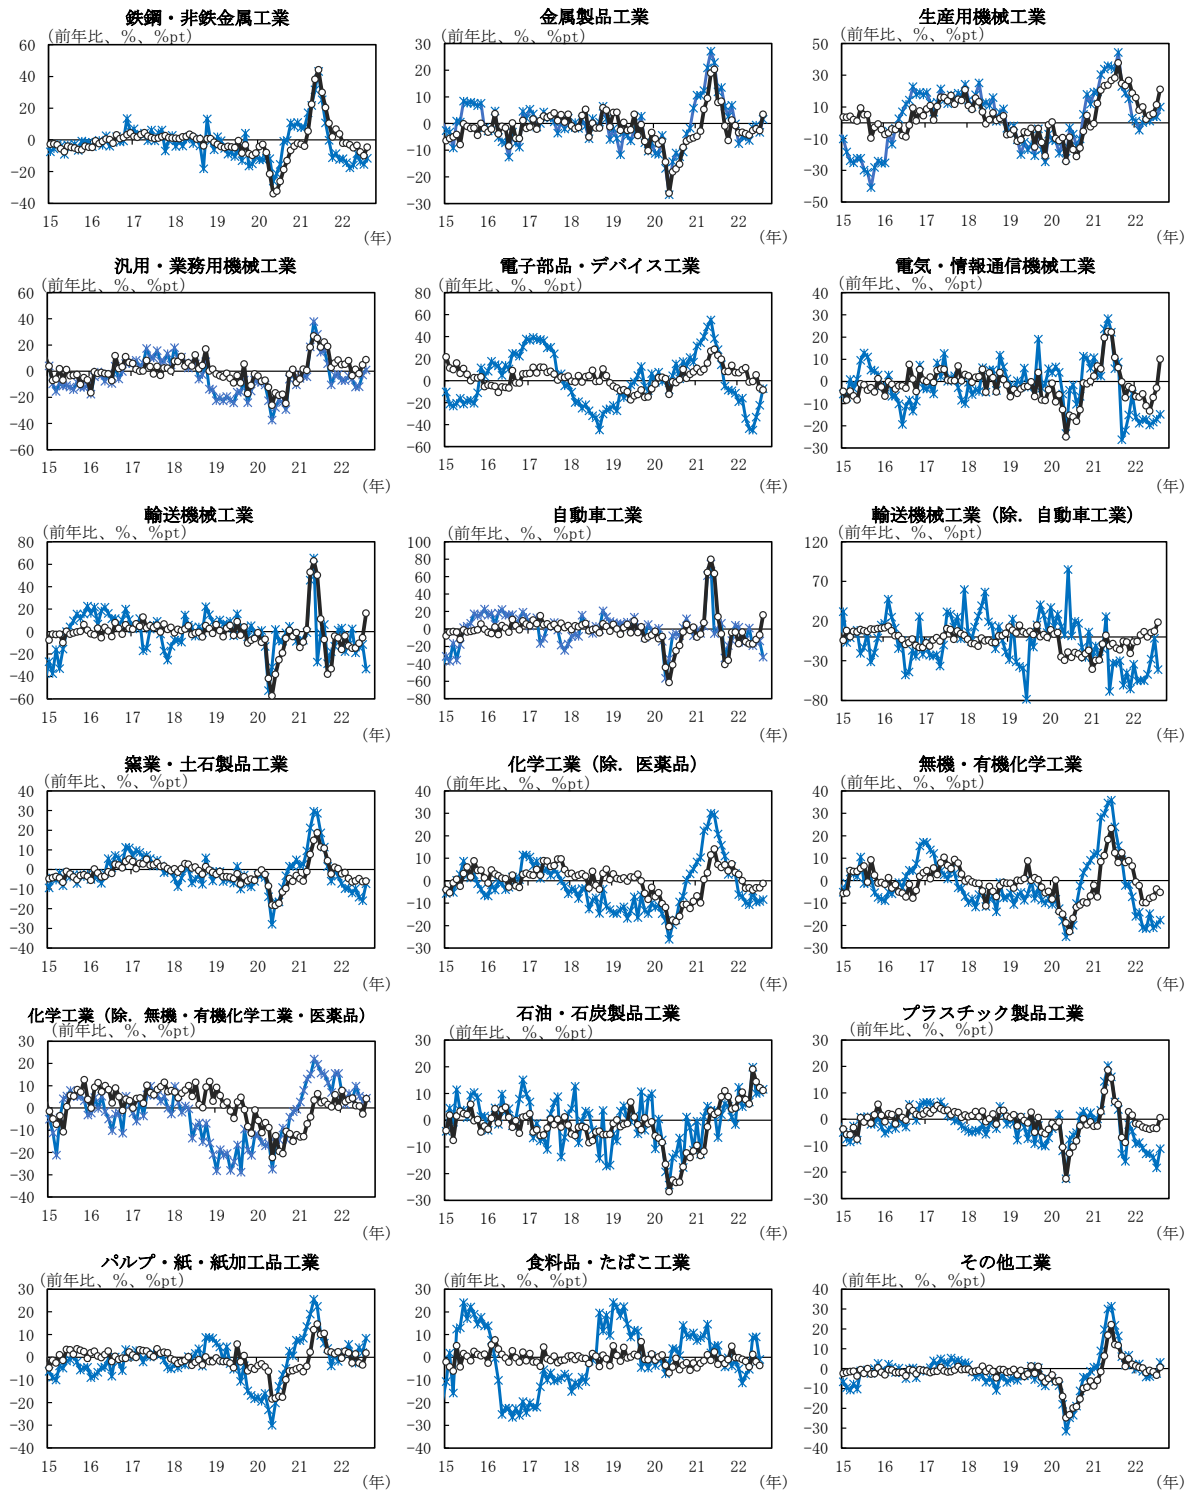 鉄鋼・非鉄金属工業
(前年比、%、%pt)
60
40
20
0
-20
-40
15 16 17 18 19 20 21 22
(年)
金属製品工業
(前年比、%、%pt)
30
20
10
0
-10
-20
-30
15 16 17 18 19 20 21 22
(年)
生産用機械工業
(前年比、%、%pt)
50
30
10
-10
-30
-50
15 16 17 18 19 20 21 22
(年)
汎用・業務用機械工業
(前年比、%、%pt)
60
40
20
0
-20
-40
-60
15 16 17 18 19 20 21 22
(年)
電子部品・デバイス工業
(前年比、%、%pt)
80
60
40
20
0
-20
-40
-60
15 16 17 18 19 20 21 22
(年)
電気・情報通信機械工業
(前年比、%、%pt)
40
30
20
10
0
-10
-20
-30
15 16 17 18 19 20 21 22
(年)
輸送機械工業
(前年比、%、%pt)
80
60
40
20
0
-20
-40
-60
15 16 17 18 19 20 21 22
(年)
自動車工業
(前年比、%、%pt)
100
80
60
40
20
0
-20
-40
-60
-80
15 16 17 18 19 20 21 22
(年)
輸送機械工業（除．自動車工業）
(前年比、%、%pt)
120
70
20
-30
-80
15 16 17 18 19 20 21 22
(年)
窯業・土石製品工業
(前年比、%、%pt)
40
30
20
10
0
-10
-20
-30
-40
15 16 17 18 19 20 21 22
(年)
化学工業（除．医薬品）
(前年比、%、%pt)
40
30
20
10
0
-10
-20
-30
15 16 17 18 19 20 21 22
(年)
無機・有機化学工業
(前年比、%、%pt)
40
30
20
10
0
-10
-20
-30
15 16 17 18 19 20 21 22
(年)
化学工業（除．無機・有機化学工業・医薬品）
(前年比、%、%pt)
30
20
10
0
-10
-20
-30
-40
15 16 17 18 19 20 21 22
(年)
石油・石炭製品工業
(前年比、%、%pt)
30
20
10
0
-10
-20
-30
15 16 17 18 19 20 21 22
(年)
プラスチック製品工業
(前年比、%、%pt)
30
20
10
0
-10
-20
-30
15 16 17 18 19 20 21 22
(年)
パルプ・紙・紙加工品工業
(前年比、%、%pt)
30
20
10
0
-10
-20
-30
-40
15 16 17 18 19 20 21 22
(年)
食料品・たばこ工業
(前年比、%、%pt)
30
20
10
0
-10
-20
-30
-40
15 16 17 18 19 20 21 22
(年)
その他工業
(前年比、%、%pt)
40
30
20
10
0
-10
-20
-30
-40
15 16 17 18 19 20 21 22
(年)